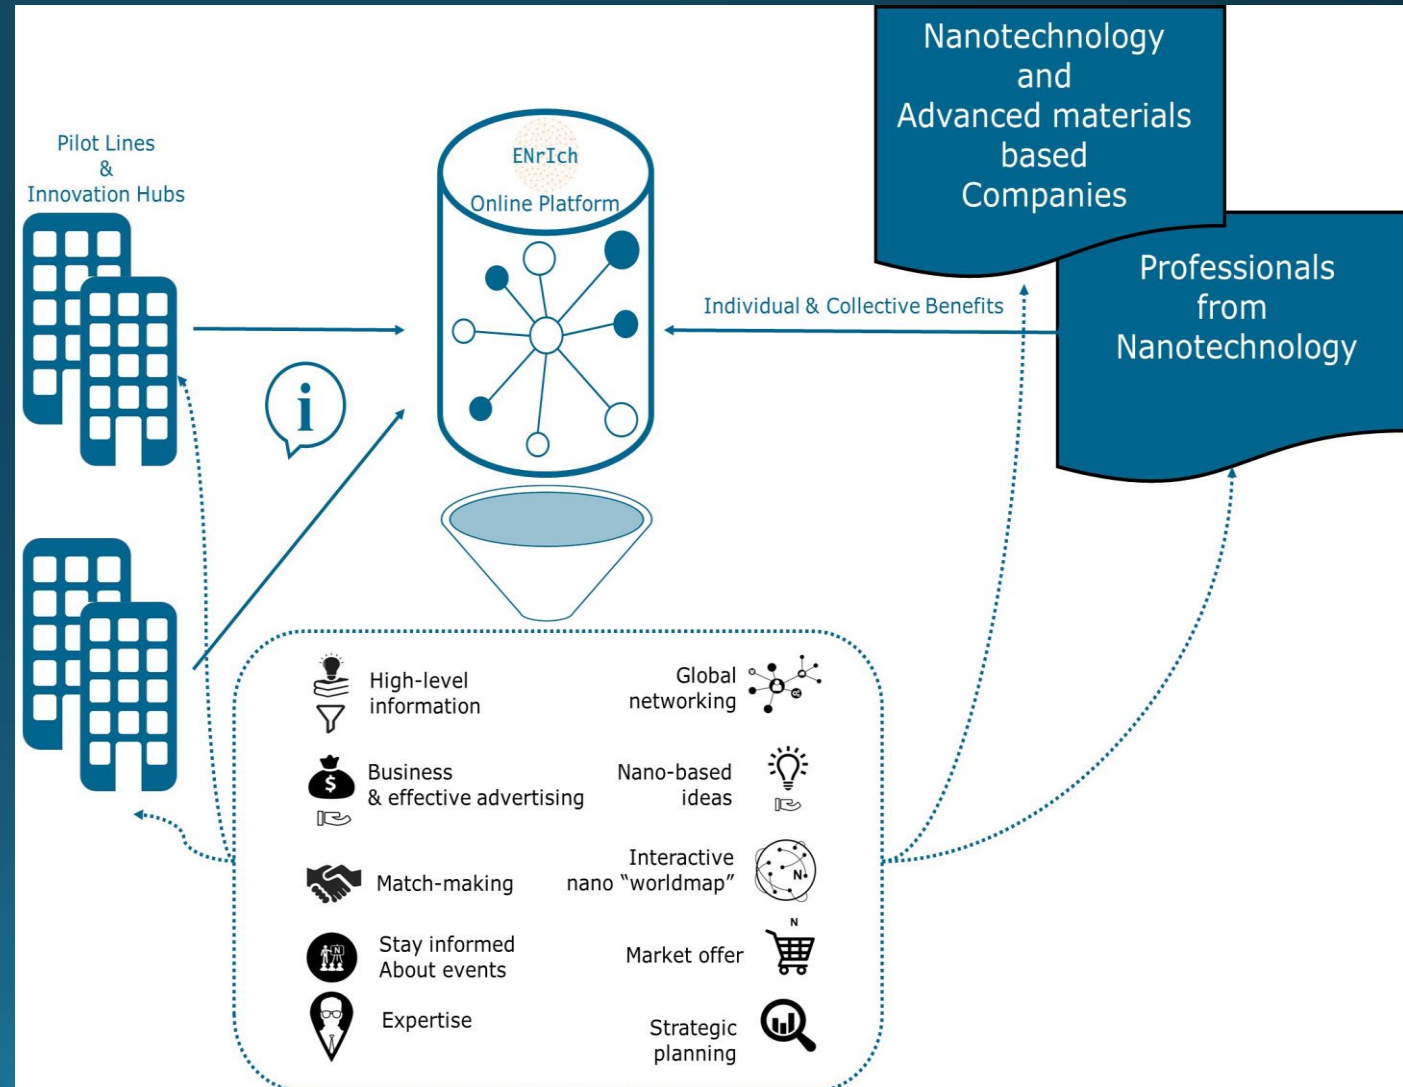 Nanotechnology
and
Advanced materials
based
Companies
Pilot Lines
&
Innovation Hubs
ENrIch
Online Platform
Professionals
from
Nanotechnology
Individual & Collective Benefits
i
High-level
information
Global
networking
$
Business
& effective advertising
Nano-based
ideas
Match-making
Interactive
nano “worldmap”
N
N
Stay informed
About events
N
Market offer
Expertise
Strategic
planning